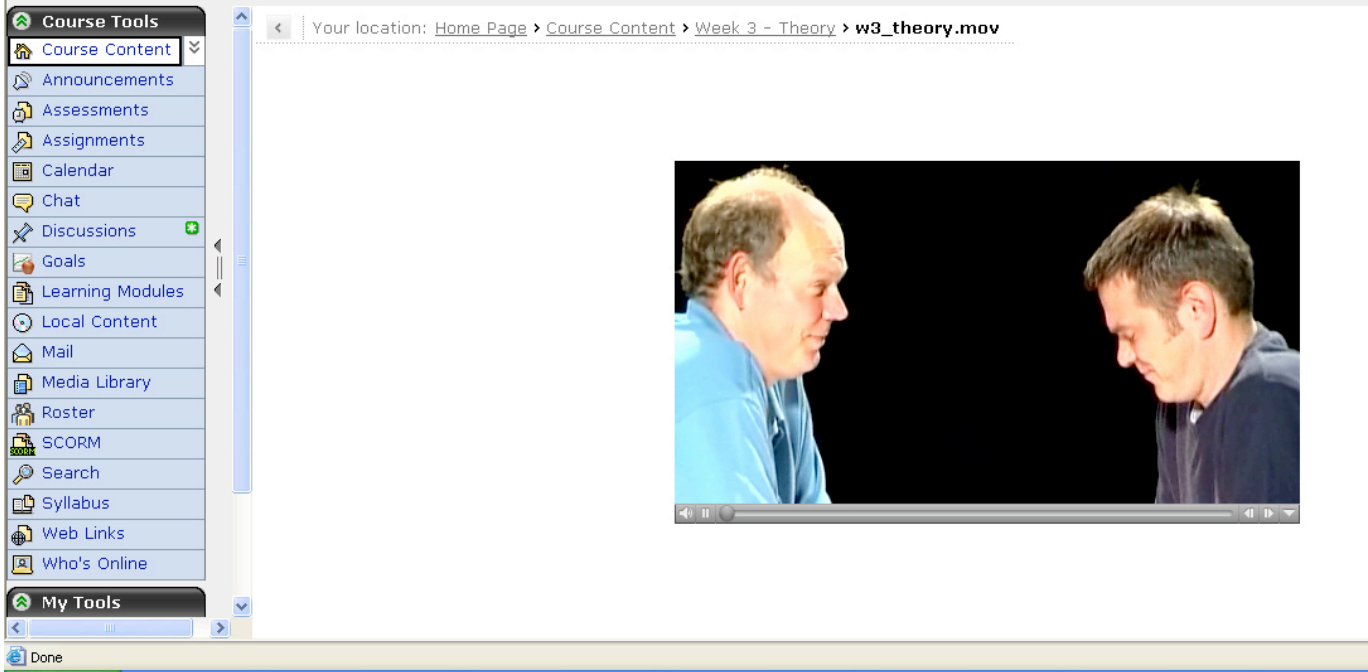 Course Tools
Course Content
Announcements
Assessments
Assignments
Calendar
Chat
Discussions
Goals
Learning Modules
Local Content
Mail
Media Library
Roster
SCORM
SCORM
Search
Syllabus
Web Links
Who's Online
My Tools
Your location: Home Page › Course Content › Week 3 - Theory › w3_theory.mov
Done